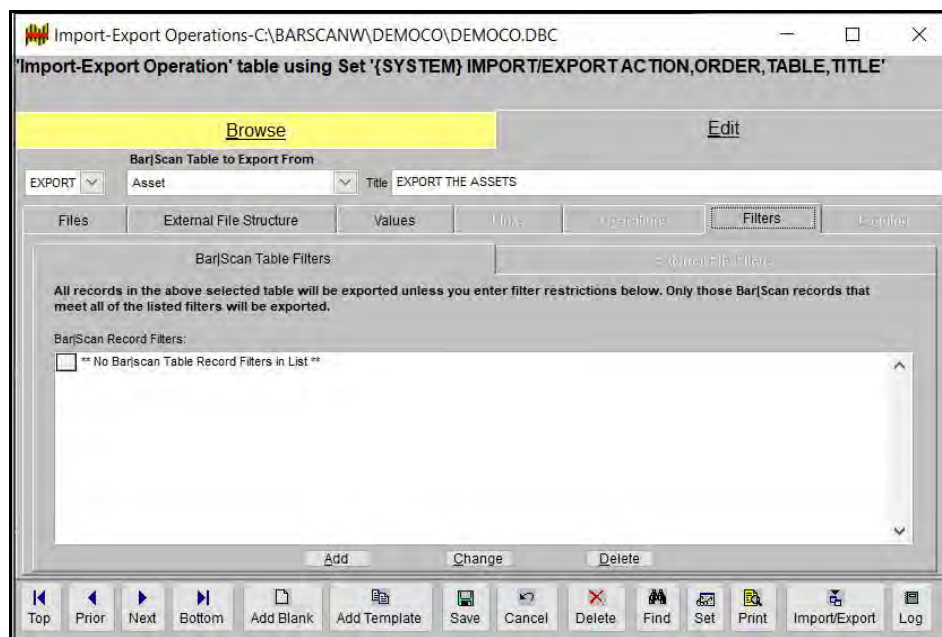 Import-Export Operations-C:\BARSCANW\DEMOCO\DEMOCO.DBC
'Import-Export Operation' table using Set '{SYSTEM} IMPORT/EXPORT ACTION,ORDER,TABLE,TITLE'
Browse
Edit
Bar|Scan Table to Export From
EXPORT Asset Title EXPORT THE ASSETS
Files External File Structure Values Links Operations Filters
Bar|Scan Table Filters External File Filters
All records in the above selected table will be exported unless you enter filter restrictions below. Only those Bar|Scan records that
meet all of the listed filters will be exported.
Bar|Scan Record Filters:
** No Bar|scan Table Record Filters in List **
Add Change Delete
Top Prior Next Bottom Add Blank Add Template Save Cancel Delete Find Set Print Import/Export Log